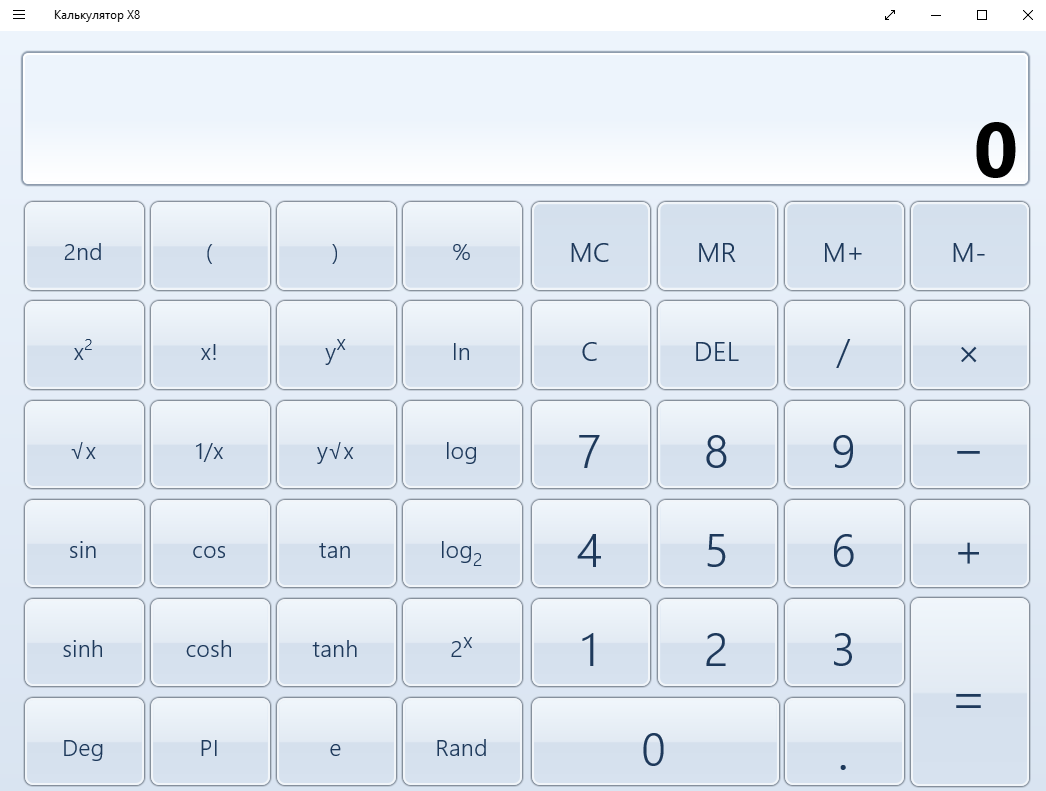 Калькулятор X8
0
2nd ( ) % MC MR M+ M-
x² x! yˣ ln C DEL / ×
√x 1/x y√x log 7 8 9 −
sin cos tan log₂ 4 5 6 +
sinh cosh tanh 2ˣ 1 2 3 =
Deg PI e Rand 0 .